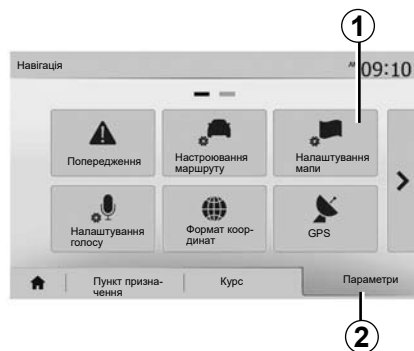 1
Навігація
AM 09:10
Попередження
Настроювання
маршруту
Налаштування
мапи
Налаштування
голосу
Формат коор-
динат
GPS
Пункт призна-
чення
Курс
Параметри
2